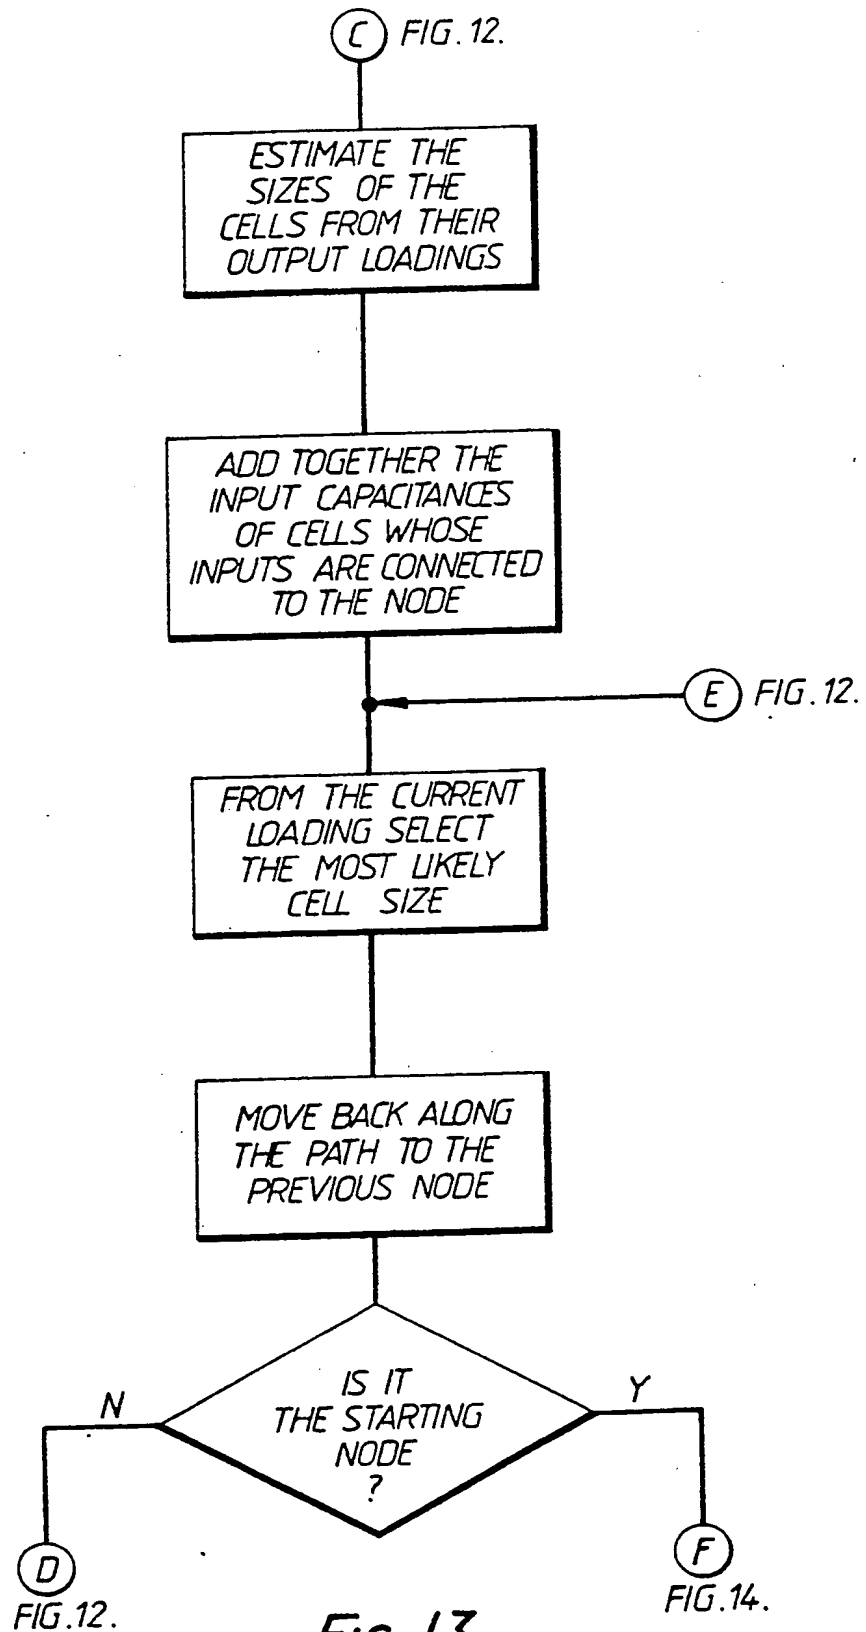 C FIG. 12.
ESTIMATE THE
SIZES OF THE
CELLS FROM THEIR
OUTPUT LOADINGS
ADD TOGETHER THE
INPUT CAPACITANCES
OF CELLS WHOSE
INPUTS ARE CONNECTED
TO THE NODE
E FIG. 12.
FROM THE CURRENT
LOADING SELECT
THE MOST LIKELY
CELL SIZE
MOVE BACK ALONG
THE PATH TO THE
PREVIOUS NODE
IS IT
THE STARTING
NODE
?
N
Y
D
FIG. 12.
F
FIG. 14.
Fig. 13